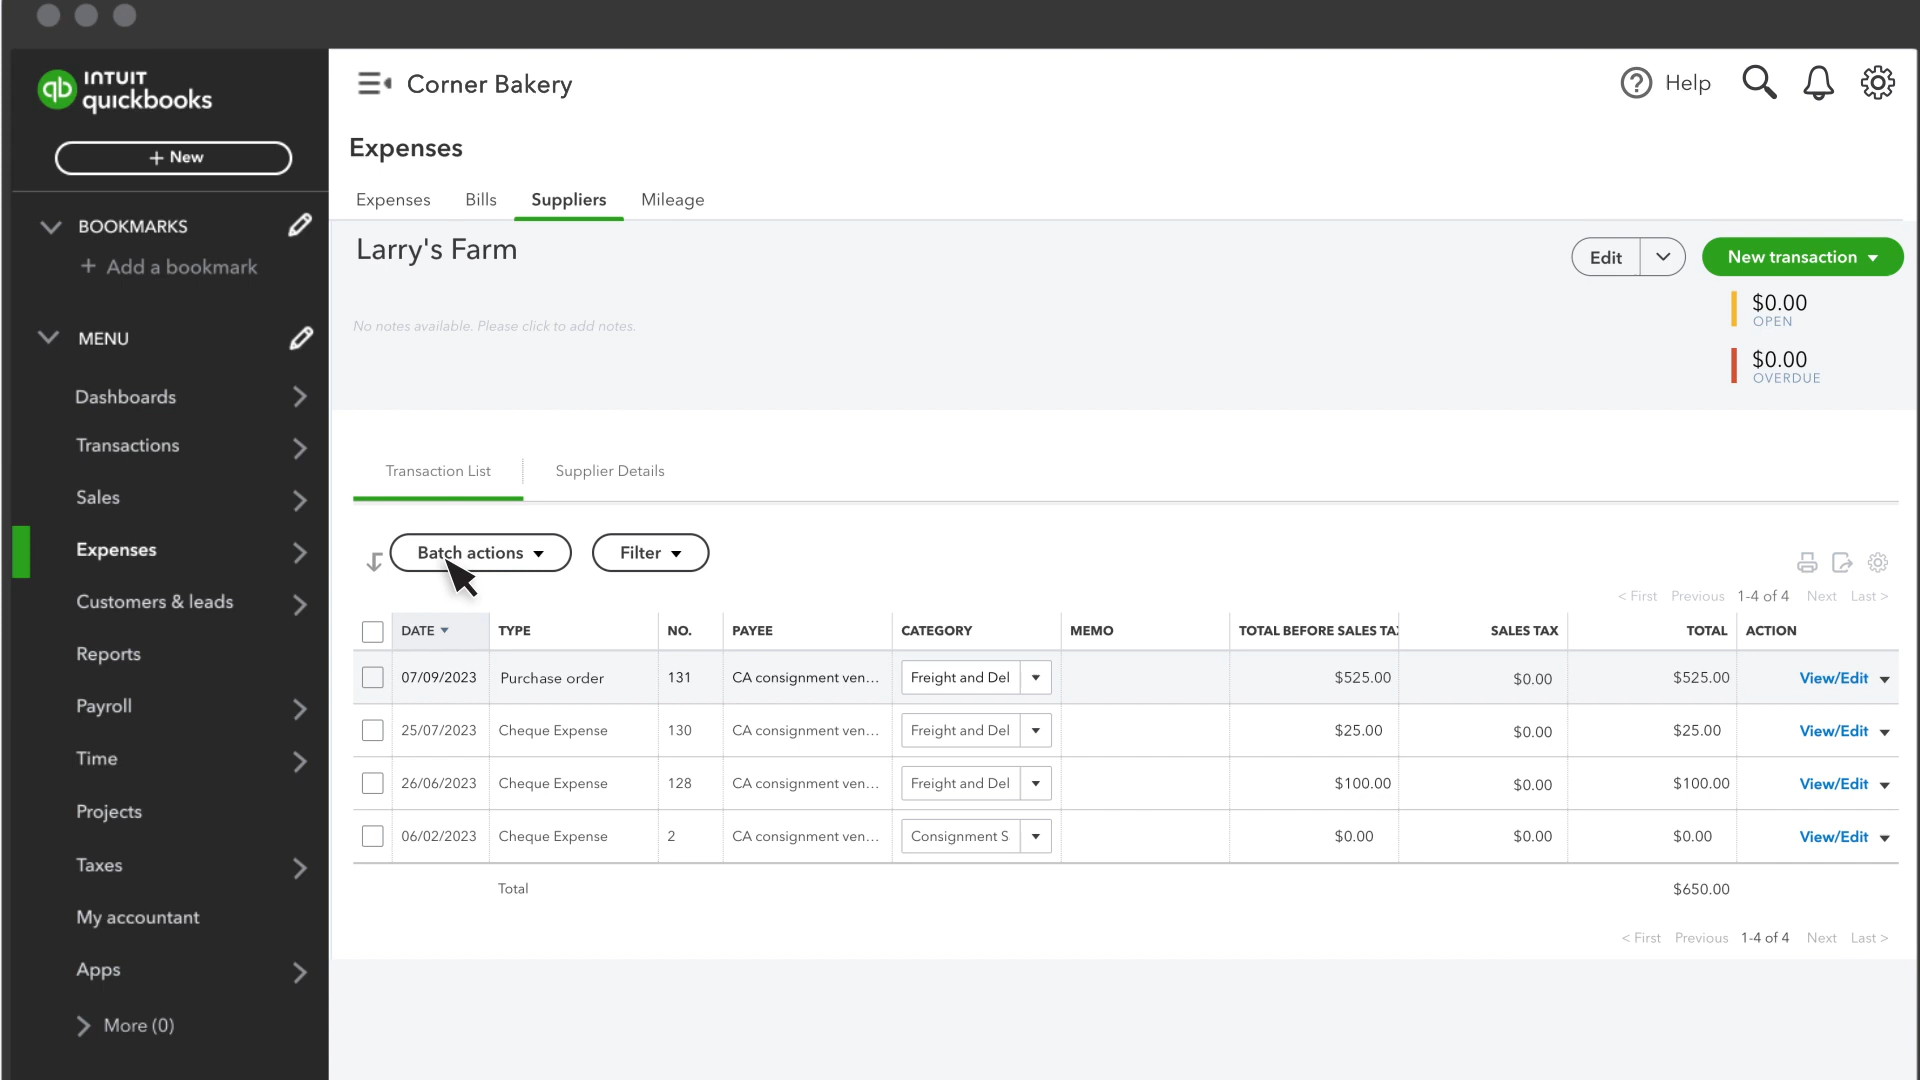 INTUIT
quickbooks
Corner Bakery
Help
+ New
Expenses
BOOKMARKS
+ Add a bookmark
Expenses Bills Suppliers Mileage
Larry's Farm
Edit
New transaction
$0.00
OPEN
No notes available. Please click to add notes.
$0.00
OVERDUE
MENU
Dashboards
Transactions
Sales
Expenses
Customers & leads
Reports
Payroll
Time
Projects
Taxes
My accountant
Apps
More (0)
Transaction List Supplier Details
Batch actions Filter
< First Previous 1-4 of 4 Next Last >
DATE TYPE NO. PAYEE CATEGORY MEMO TOTAL BEFORE SALES TA SALES TAX TOTAL ACTION
07/09/2023 Purchase order 131 CA consignment ven... Freight and Del $525.00 $0.00 $525.00 View/Edit
25/07/2023 Cheque Expense 130 CA consignment ven... Freight and Del $25.00 $0.00 $25.00 View/Edit
26/06/2023 Cheque Expense 128 CA consignment ven... Freight and Del $100.00 $0.00 $100.00 View/Edit
06/02/2023 Cheque Expense 2 CA consignment ven... Consignment S $0.00 $0.00 $0.00 View/Edit
Total $650.00
< First Previous 1-4 of 4 Next Last >